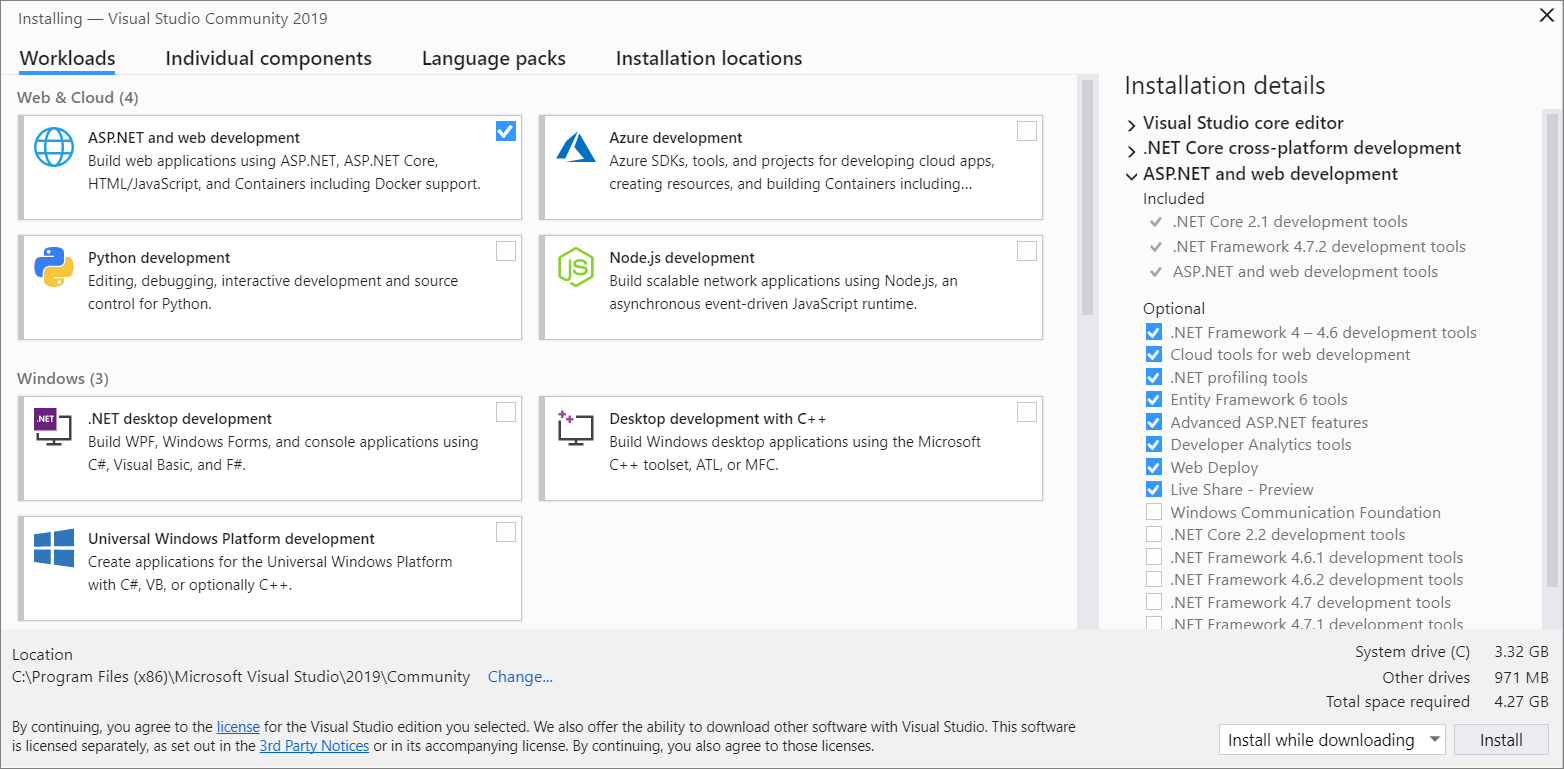 Installing — Visual Studio Community 2019
Workloads
Individual components
Language packs
Installation locations
Web & Cloud (4)
ASP.NET and web development
Build web applications using ASP.NET, ASP.NET Core,
HTML/JavaScript, and Containers including Docker support.
Azure development
Azure SDKs, tools, and projects for developing cloud apps,
creating resources, and building Containers including...
Python development
Editing, debugging, interactive development and source
control for Python.
JS
Node.js development
Build scalable network applications using Node.js, an
asynchronous event-driven JavaScript runtime.
Windows (3)
.NET
.NET desktop development
Build WPF, Windows Forms, and console applications using
C#, Visual Basic, and F#.
Desktop development with C++
Build Windows desktop applications using the Microsoft
C++ toolset, ATL, or MFC.
Universal Windows Platform development
Create applications for the Universal Windows Platform
with C#, VB, or optionally C++.
Installation details
Visual Studio core editor
.NET Core cross-platform development
ASP.NET and web development
Included
.NET Core 2.1 development tools
.NET Framework 4.7.2 development tools
ASP.NET and web development tools
Optional
.NET Framework 4 – 4.6 development tools
Cloud tools for web development
.NET profiling tools
Entity Framework 6 tools
Advanced ASP.NET features
Developer Analytics tools
Web Deploy
Live Share - Preview
Windows Communication Foundation
.NET Core 2.2 development tools
.NET Framework 4.6.1 development tools
.NET Framework 4.6.2 development tools
.NET Framework 4.7 development tools
.NET Framework 4.7.1 development tools
Location
C:\Program Files (x86)\Microsoft Visual Studio\2019\Community Change...
System drive (C) 3.32 GB
Other drives 971 MB
Total space required 4.27 GB
By continuing, you agree to the license for the Visual Studio edition you selected. We also offer the ability to download other software with Visual Studio. This software
is licensed separately, as set out in the 3rd Party Notices or in its accompanying license. By continuing, you also agree to those licenses.
Install while downloading
Install